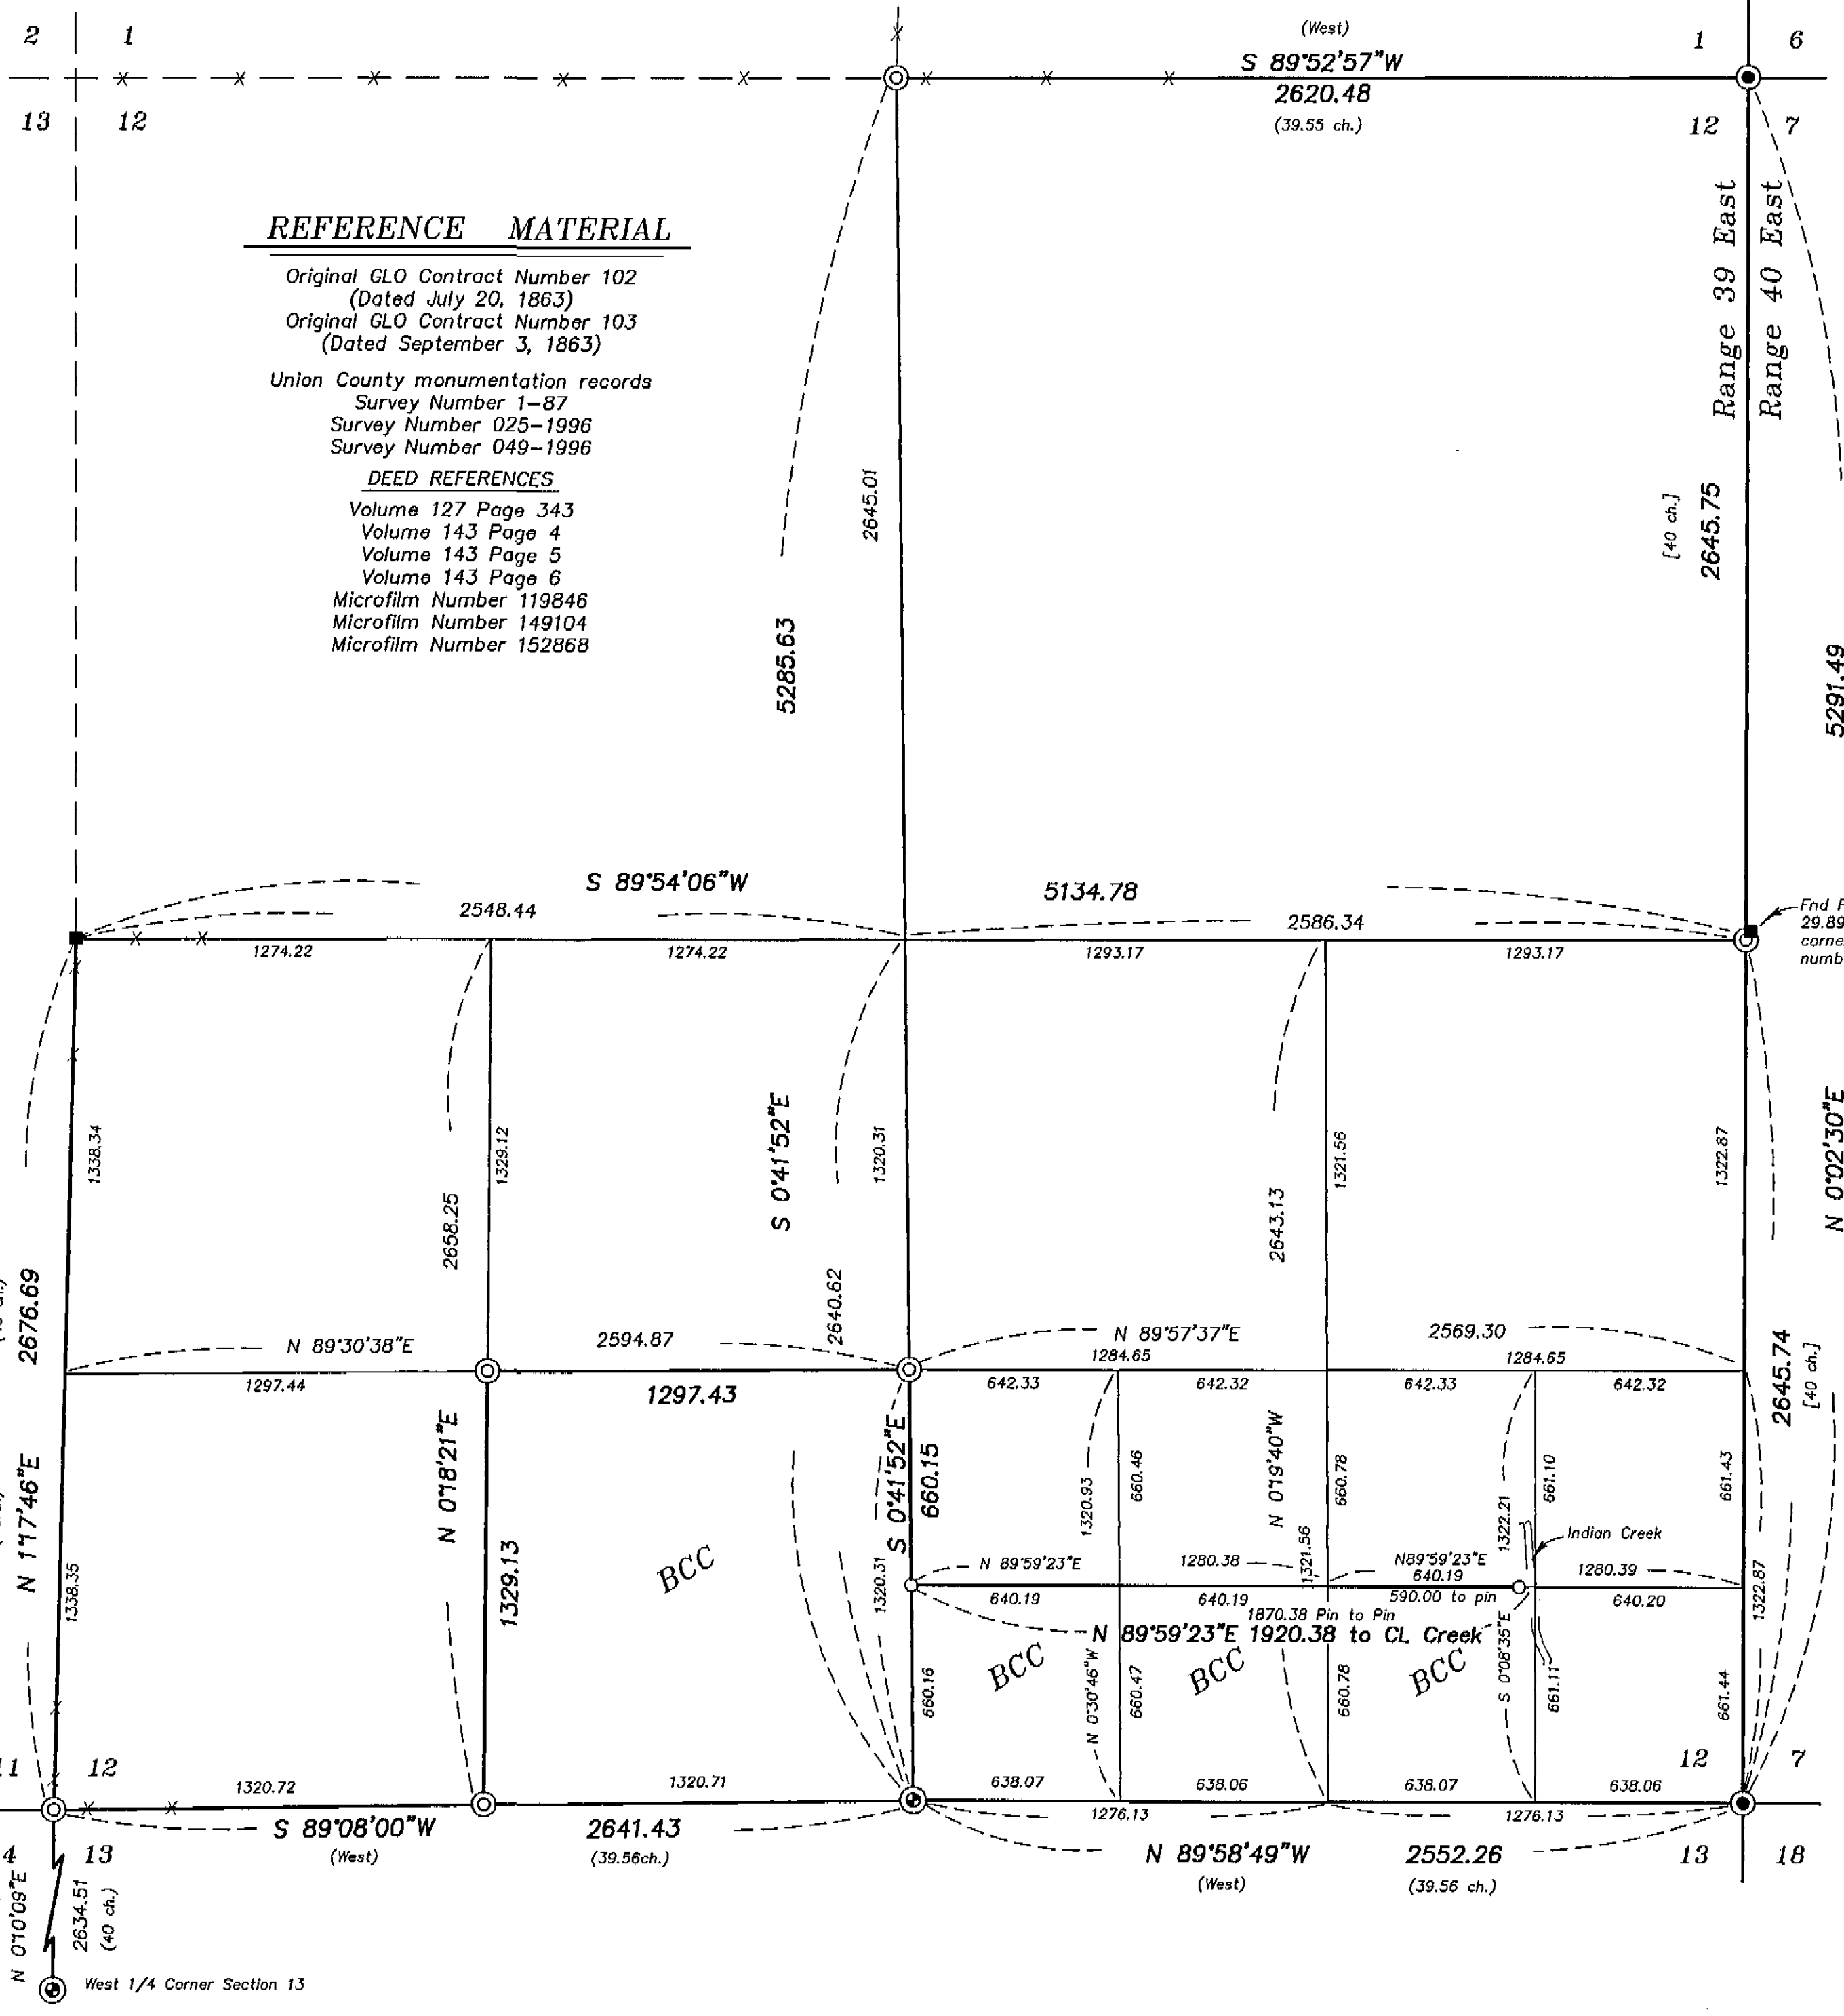 2 1
(West)
S 89°52'57"W
1 6
2620.48
(39.55 ch.)
13 12
12 7
Range 39 East
Range 40 East
REFERENCE MATERIAL
Original GLO Contract Number 102
(Dated July 20, 1863)
Original GLO Contract Number 103
(Dated September 3, 1863)
Union County monumentation records
Survey Number 1-87
Survey Number 025-1996
Survey Number 049-1996
DEED REFERENCES
Volume 127 Page 343
Volume 143 Page 4
Volume 143 Page 5
Volume 143 Page 6
Microfilm Number 119846
Microfilm Number 149104
Microfilm Number 152868
2645.01
5285.63
[40 ch.]
2645.75
5291.49
S 89°54'06"W
5134.78
2548.44
2586.34
1274.22
1274.22
1293.17
1293.17
Fnd
29.89
1338.34
2658.25
1329.12
S 0°41'52"E
2640.62
1320.31
2643.13
1321.56
1322.87
N 0°02'30"E
2676.69
N 89°30'38"E
2594.87
N 89°57'37"E
2569.30
1284.65
1284.65
1297.44
1297.43
642.33
642.32
642.33
642.32
2645.74
[40 ch.]
N 1°17'46"E
1338.35
N 0°18'21"E
1329.13
BCC
S 0°41'52"E
660.15
1320.31
1320.93
660.46
N 0°19'40"W
660.78
1321.56
1322.21
661.10
661.43
1322.87
Indian Creek
N 89°59'23"E
1280.38
N89°59'23"E
640.19
1280.39
640.19
640.19
590.00 to pin
640.20
1870.38 Pin to Pin
N 89°59'23"E 1920.38 to CL Creek
BCC
BCC
BCC
660.16
N 0°30'46"W
660.47
660.78
S 0°08'35"E
661.11
661.44
12
12 7
1320.72
1320.71
638.07
638.06
638.07
638.06
1276.13
1276.13
S 89°08'00"W
2641.43
(West)
(39.56ch.)
N 89°58'49"W
2552.26
(West)
(39.56 ch.)
4 13
13 18
N 0°10'09"E
2634.51
(40 ch.)
West 1/4 Corner Section 13